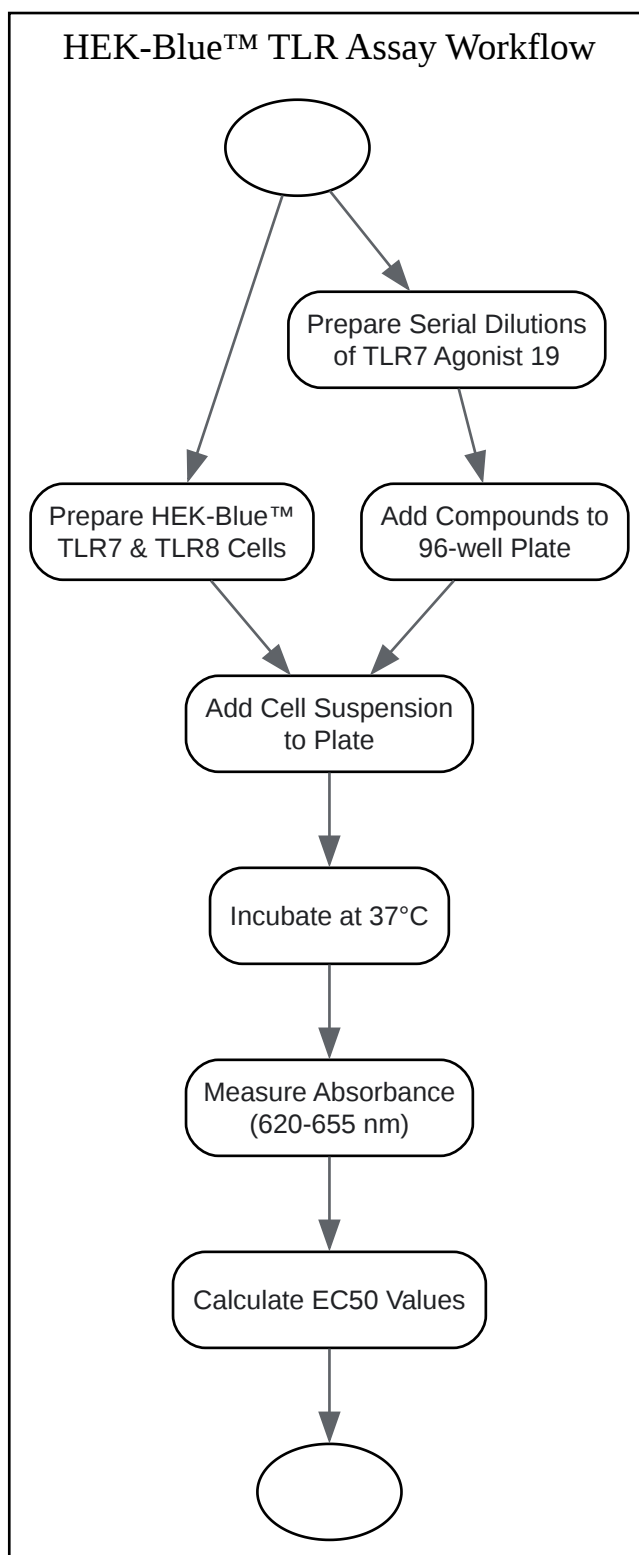 HEK-Blue™ TLR Assay Workflow
Prepare Serial Dilutions
of TLR7 Agonist 19
Prepare HEK-Blue™
TLR7 & TLR8 Cells
Add Compounds to
96-well Plate
Add Cell Suspension
to Plate
Incubate at 37°C
Measure Absorbance
(620-655 nm)
Calculate EC50 Values